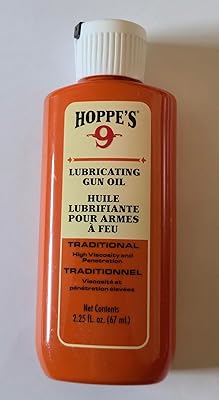 HOPPE'S
9
LUBRICATING
GUN OIL
HUILE
LUBRIFIANTE
POUR ARMES
À FEU
TRADITIONAL
High Viscosity and
Penetration
TRADITIONNEL
Viscosité et
pénétration élevées
Net Contents
2.25 fl. oz. (67 mL)